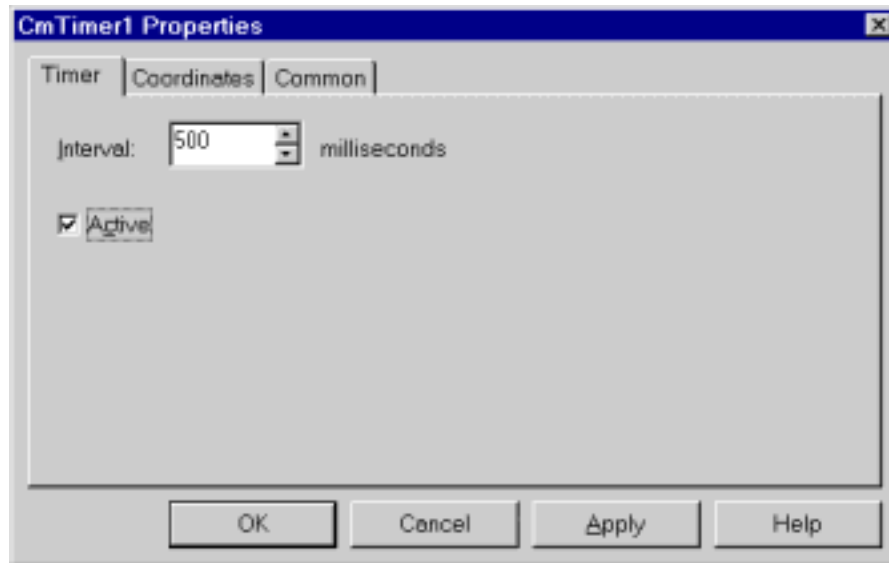 CmTimer1 Properties
Timer Coordinates Common
Interval: 500 milliseconds
Active
OK Cancel Apply Help